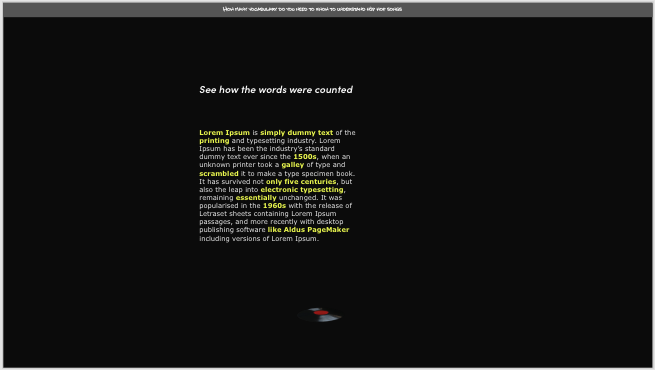 How many vocabulary do you need to know to understand hip hop songs
See how the words were counted
Lorem Ipsum is simply dummy text of the
printing and typesetting industry. Lorem
Ipsum has been the industry's standard
dummy text ever since the 1500s, when an
unknown printer took a galley of type and
scrambled it to make a type specimen book.
It has survived not only five centuries, but
also the leap into electronic typesetting,
remaining essentially unchanged. It was
popularised in the 1960s with the release of
Letraset sheets containing Lorem Ipsum
passages, and more recently with desktop
publishing software like Aldus PageMaker
including versions of Lorem Ipsum.